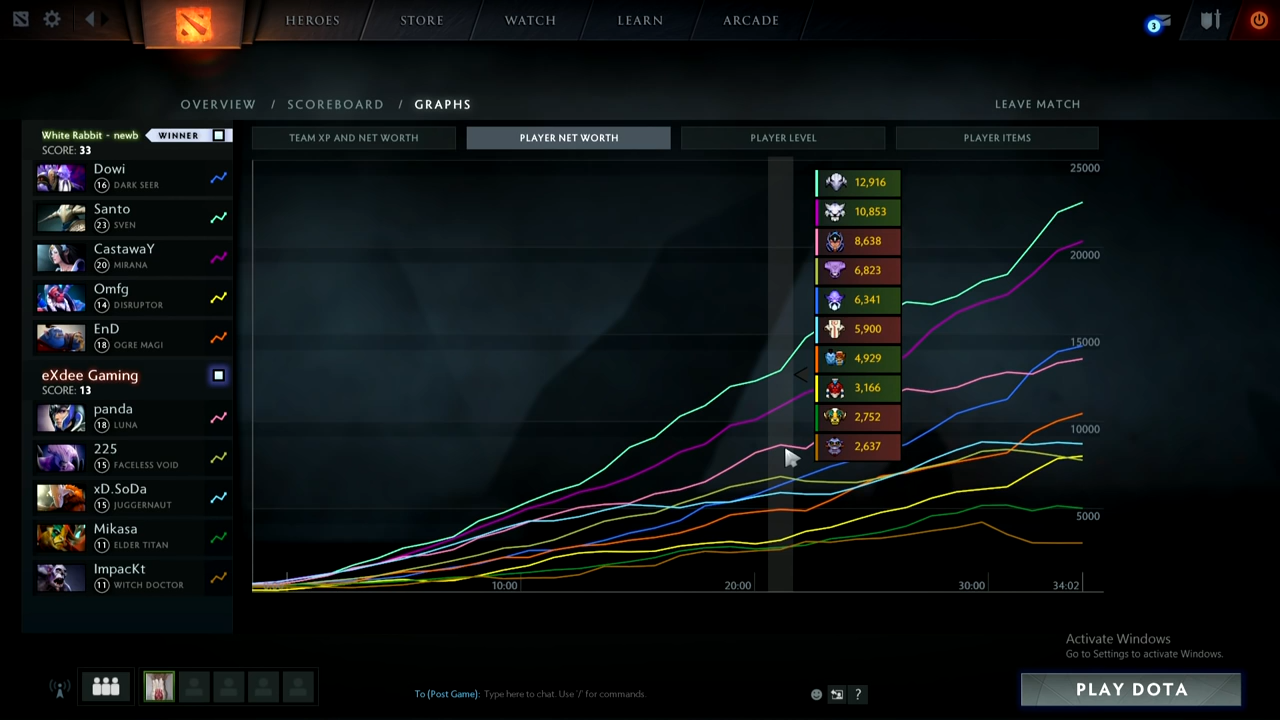 HEROES
STORE
WATCH
LEARN
ARCADE
3
OVERVIEW / SCOREBOARD / GRAPHS
LEAVE MATCH
White Rabbit - newb
WINNER
SCORE: 33
Dowi
16 DARK SEER
Santo
23 SVEN
CastawaY
20 MIRANA
Omfg
14 DISRUPTOR
EnD
18 OGRE MAGI
eXdee Gaming
SCORE: 13
panda
18 LUNA
225
15 FACELESS VOID
xD.SoDa
15 JUGGERNAUT
Mikasa
11 ELDER TITAN
ImpacKt
11 WITCH DOCTOR
TEAM XP AND NET WORTH
PLAYER NET WORTH
PLAYER LEVEL
PLAYER ITEMS
25000
20000
15000
10000
5000
12,916
10,853
8,638
6,823
6,341
5,900
4,929
3,166
2,752
2,637
10:00
20:00
30:00
34:02
Activate Windows
Go to Settings to activate Windows.
To (Post Game): Type here to chat. Use '/' for commands.
?
PLAY DOTA